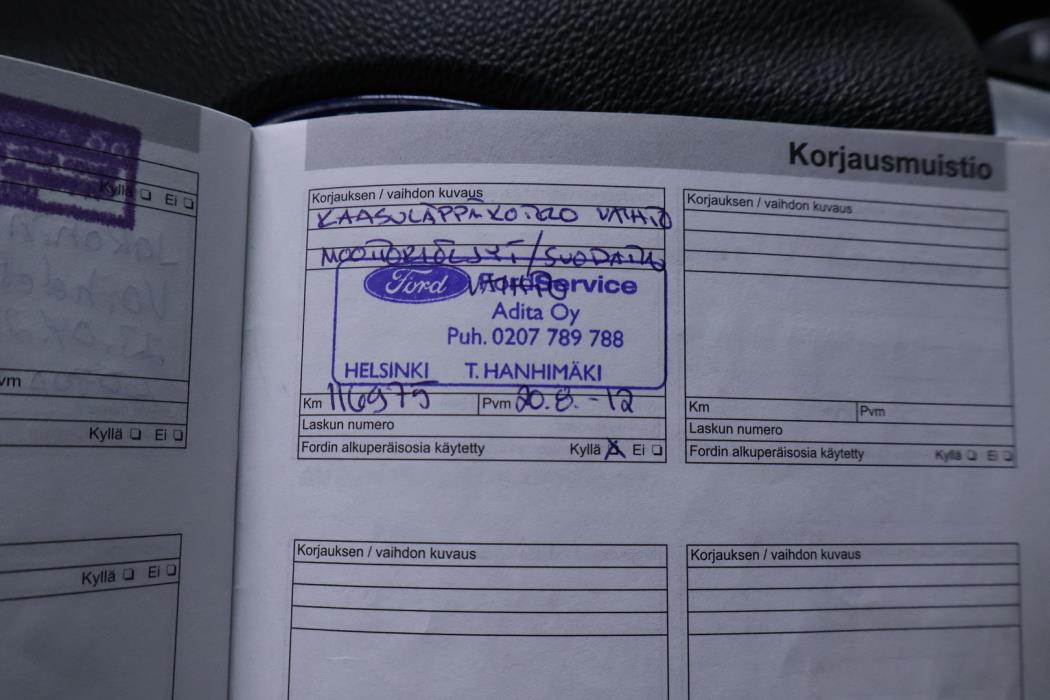 Kyllä ❏ Ei ❏
vm
Kyllä ❏ Ei ❏
Kyllä ❏ Ei ❏
Korjausmuistio
Korjauksen / vaihdon kuvaus
KAASULÄPPÄKOTELO VAIHTO
MOOTTORIÖLJYT/SUODATIN
VAIHTO
Ford FordService
Adita Oy
Puh. 0207 789 788
HELSINKI T. HANHIMÄKI
Km 116975 Pvm 20.8.-12
Laskun numero
Fordin alkuperäisosia käytetty Kyllä X Ei ❏
Korjauksen / vaihdon kuvaus
Km Pvm
Laskun numero
Fordin alkuperäisosia käytetty Kyllä ❏ Ei ❏
Korjauksen / vaihdon kuvaus
Korjauksen / vaihdon kuvaus